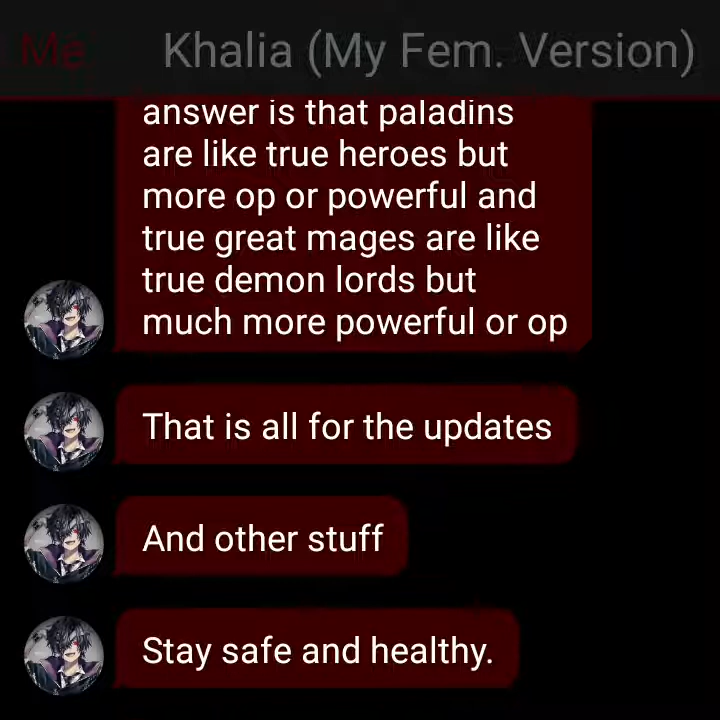 Me Khalia (My Fem. Version)
answer is that paladins
are like true heroes but
more op or powerful and
true great mages are like
true demon lords but
much more powerful or op
That is all for the updates
And other stuff
Stay safe and healthy.